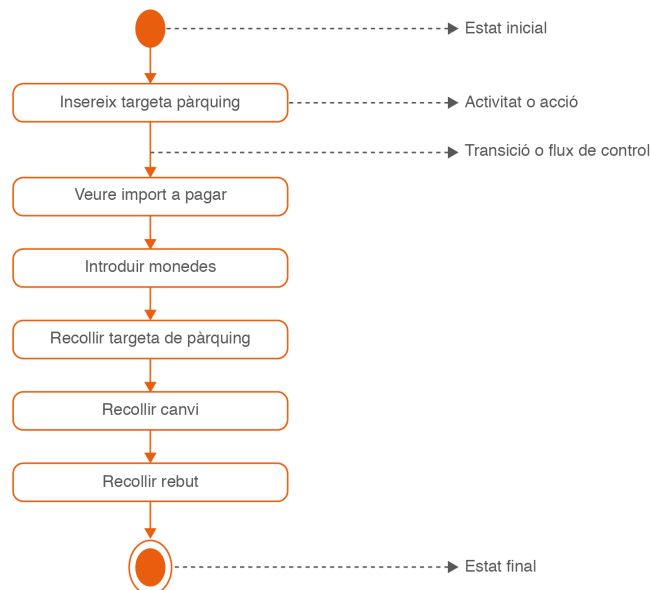 Estat inicial
Insereix targeta pàrquing
Activitat o acció
Transició o flux de control
Veure import a pagar
Introduir monedes
Recollir targeta de pàrquing
Recollir canvi
Recollir rebut
Estat final